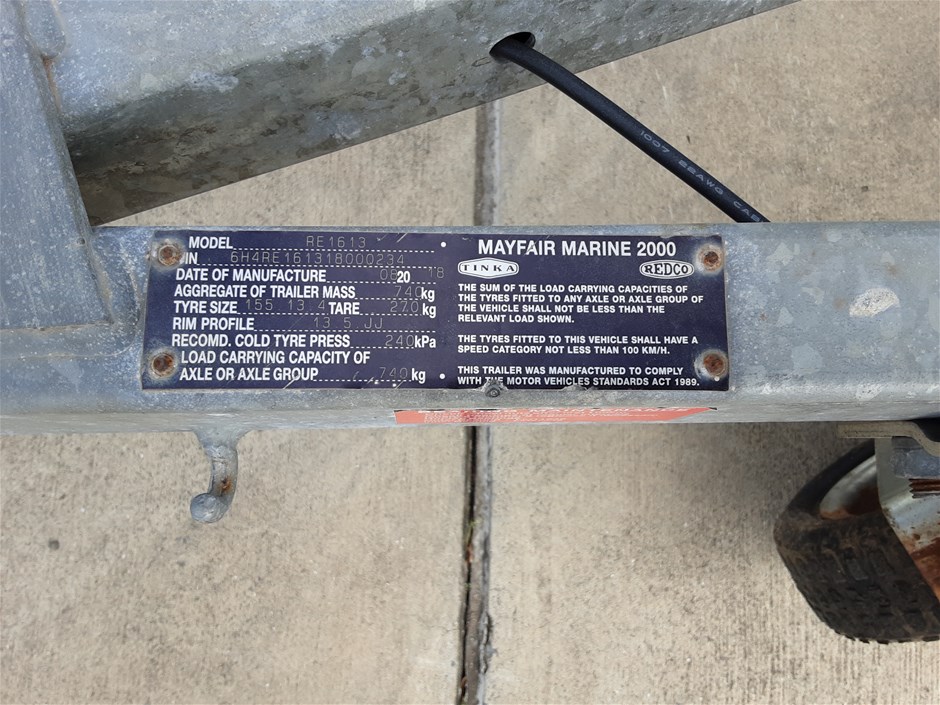 1007 8BAWG CAB
MODEL RE1613
VIN 6H4RE161318000234
DATE OF MANUFACTURE 06 20 18
AGGREGATE OF TRAILER MASS 740 kg
TYRE SIZE 155 13 4 TARE 270 kg
RIM PROFILE 13 5 JJ
RECOMD. COLD TYRE PRESS 240 kPa
LOAD CARRYING CAPACITY OF
AXLE OR AXLE GROUP 740 kg
MAYFAIR MARINE 2000
TINKA REDCO
THE SUM OF THE LOAD CARRYING CAPACITIES OF
THE TYRES FITTED TO ANY AXLE OR AXLE GROUP OF
THE VEHICLE SHALL NOT BE LESS THAN THE
RELEVANT LOAD SHOWN.
THE TYRES FITTED TO THIS VEHICLE SHALL HAVE A
SPEED CATEGORY NOT LESS THAN 100 KM/H.
THIS TRAILER WAS MANUFACTURED TO COMPLY
WITH THE MOTOR VEHICLES STANDARDS ACT 1989.